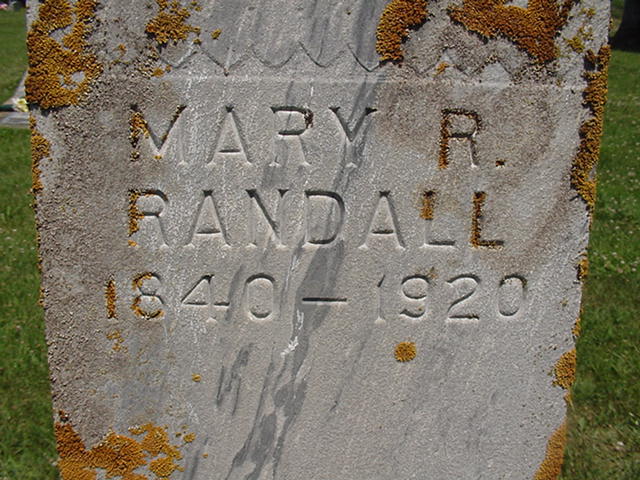 MARY R.
RANDALL
1840 — 1920